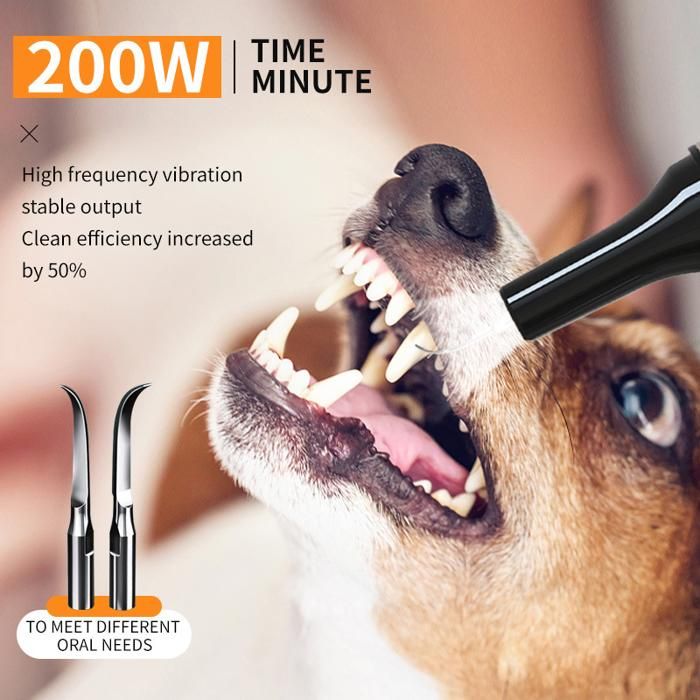 200W
TIME
MINUTE
High frequency vibration
stable output
Clean efficiency increased
by 50%
TO MEET DIFFERENT
ORAL NEEDS